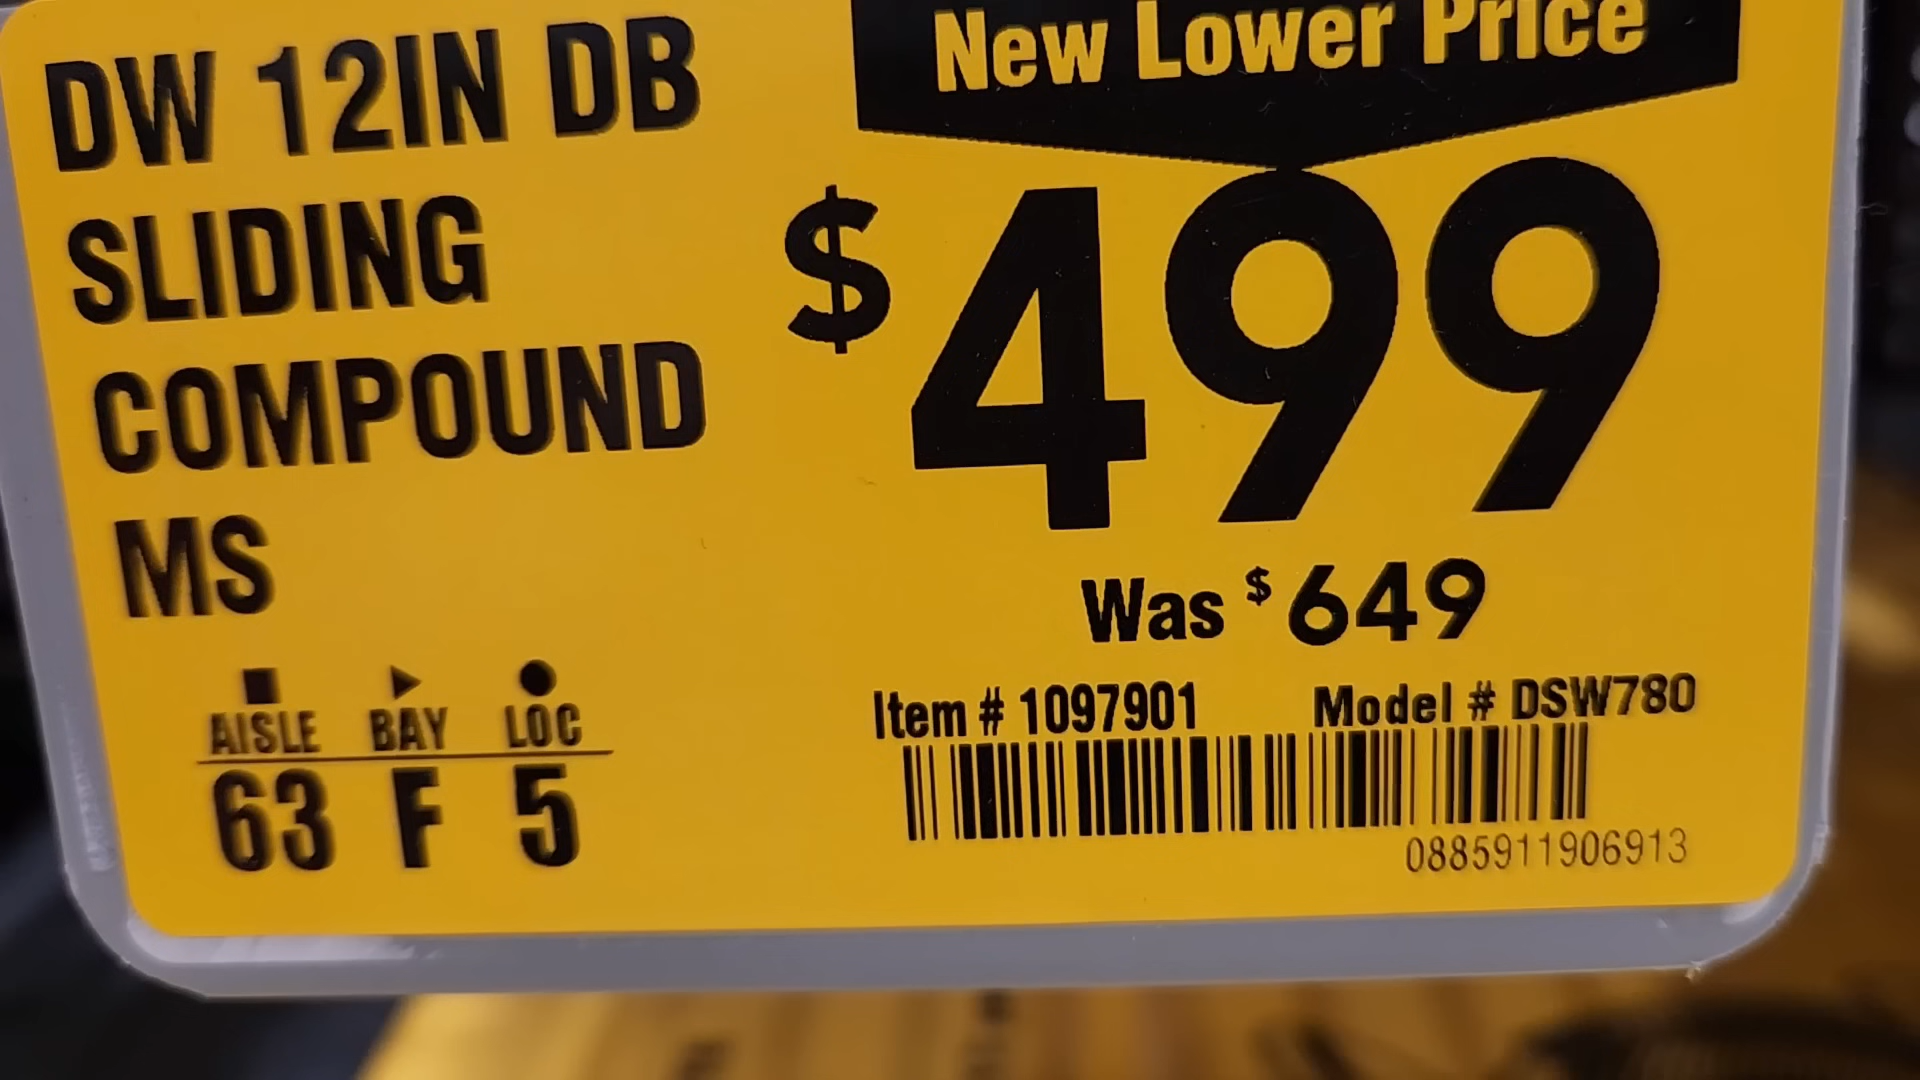 DW 12IN DB
SLIDING
COMPOUND
MS
AISLE BAY LOC
63 F 5
New Lower Price
$499
Was $649
Item # 1097901 Model # DSW780
0885911906913